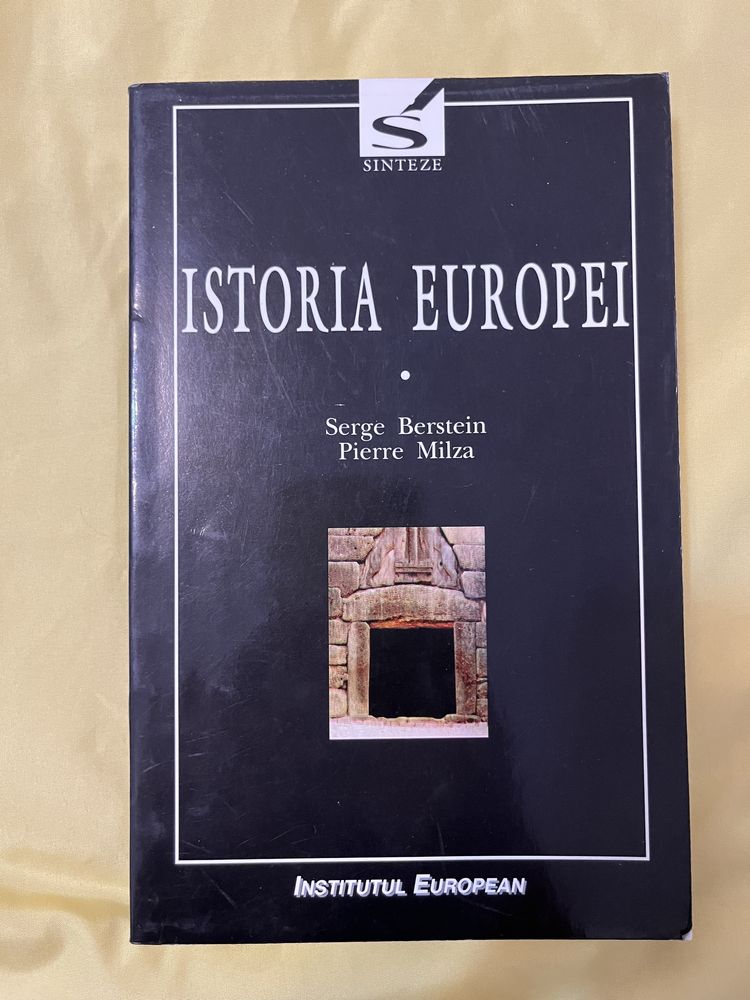 S
SINTEZE
ISTORIA EUROPEI
Serge Berstein
Pierre Milza
INSTITUTUL EUROPEAN